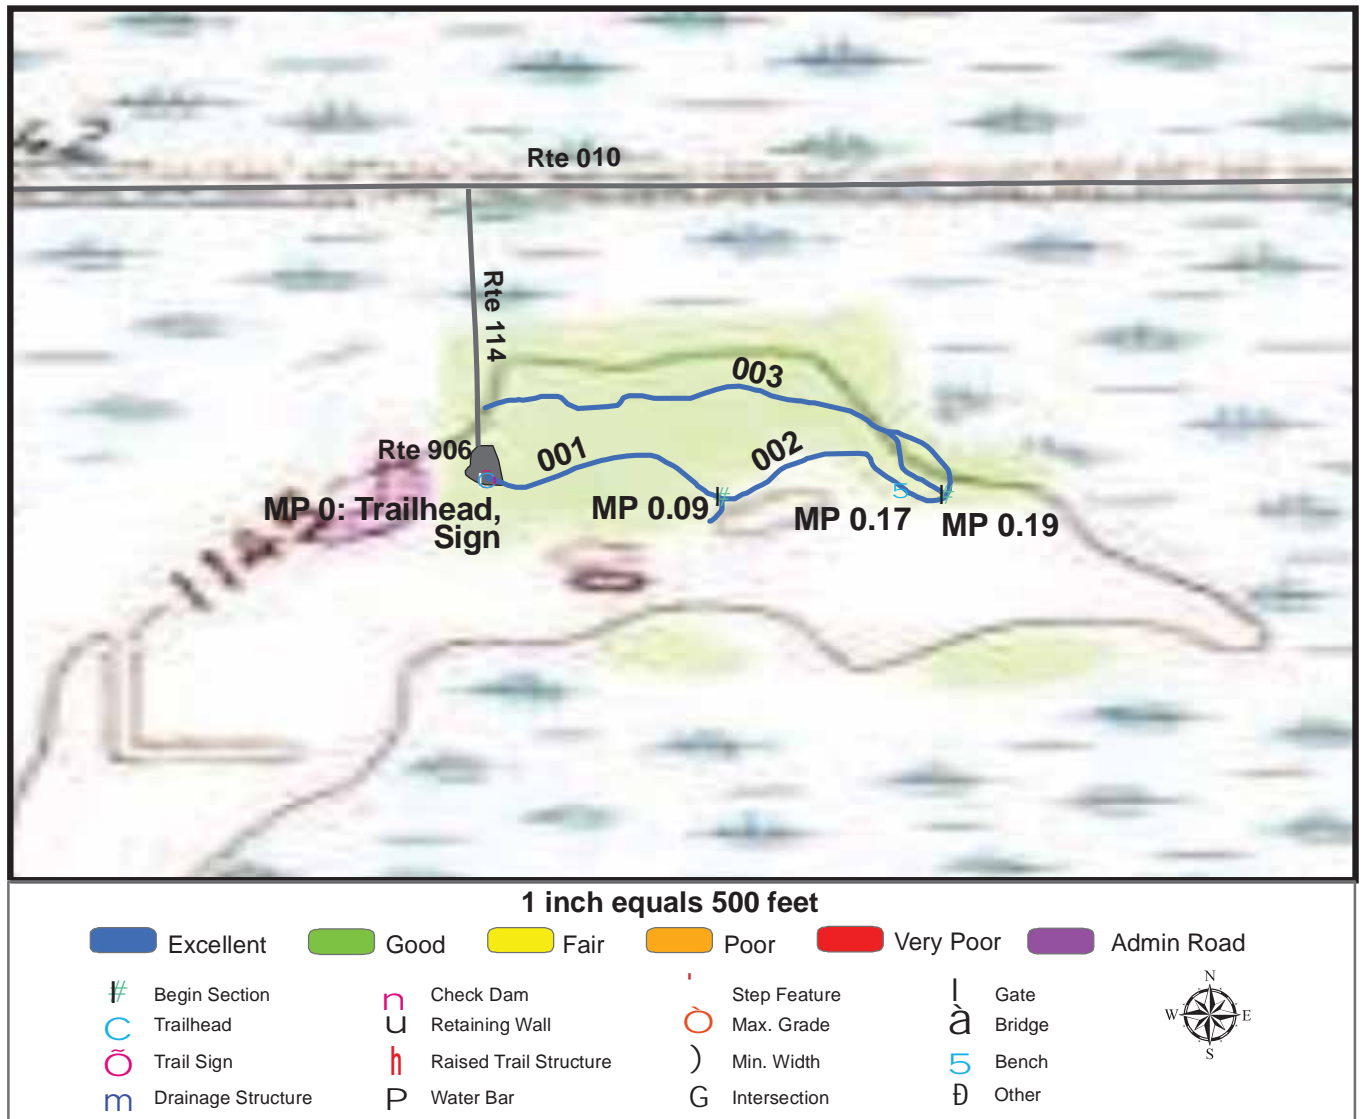 Rte 010
Rte 114
003
Rte 906
001
002
MP 0: Trailhead,
Sign
MP 0.09
MP 0.17
MP 0.19
1 inch equals 500 feet
Excellent
Good
Fair
Poor
Very Poor
Admin Road
Begin Section
Trailhead
Trail Sign
Drainage Structure
n Check Dam
u Retaining Wall
h Raised Trail Structure
P Water Bar
Step Feature
Ò Max. Grade
) Min. Width
G Intersection
Gate
à Bridge
5 Bench
Đ Other
N
W E
S